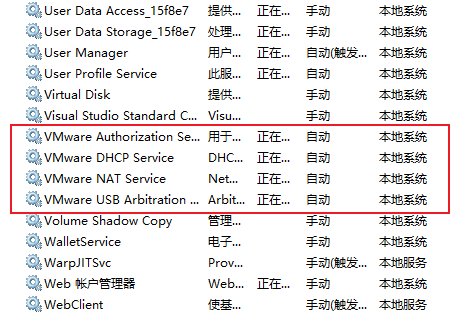 User Data Access_15f8e7 提供... 正在... 手动 本地系统
User Data Storage_15f8e7 处理... 正在... 手动 本地系统
User Manager 用户... 正在... 自动(触发... 本地系统
User Profile Service 此服... 正在... 自动 本地系统
Virtual Disk 提供... 手动 本地系统
Visual Studio Standard C... Visu... 手动 本地系统
VMware Authorization Se... 用于... 正在... 自动 本地系统
VMware DHCP Service DHC... 正在... 自动 本地系统
VMware NAT Service Net... 正在... 自动 本地系统
VMware USB Arbitration ... Arbit... 正在... 自动 本地系统
Volume Shadow Copy 管理... 手动 本地系统
WalletService 电子... 手动 本地系统
WarpJITSvc Prov... 手动(触发... 本地服务
Web 帐户管理器 Web... 正在... 手动 本地系统
WebClient 使基... 手动(触发... 本地服务